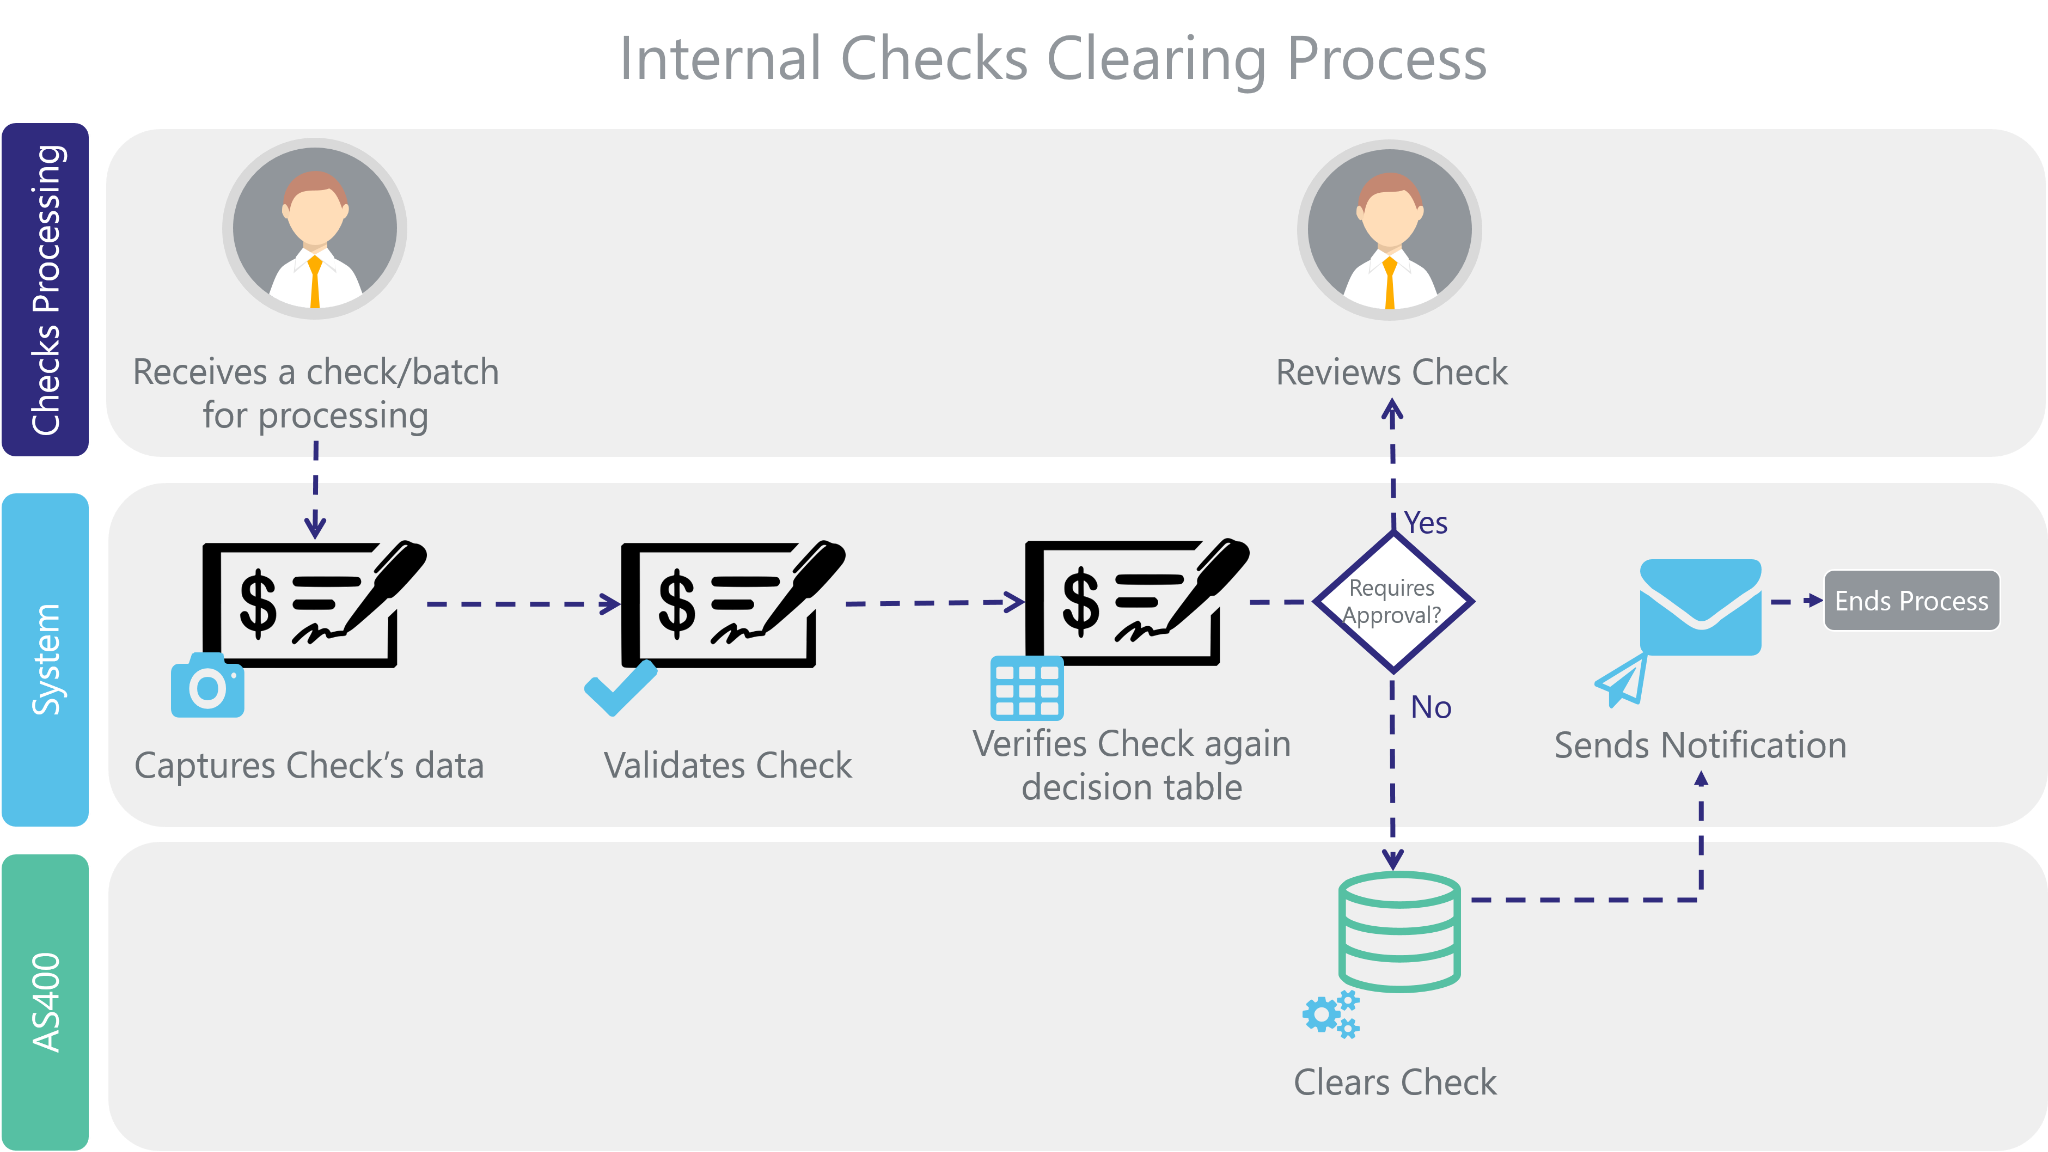 Internal Checks Clearing Process
Checks Processing
Receives a check/batch
for processing
Reviews Check
System
Captures Check’s data
Validates Check
Verifies Check again
decision table
Requires
Approval?
Yes
No
Sends Notification
Ends Process
AS400
Clears Check
$
$
$